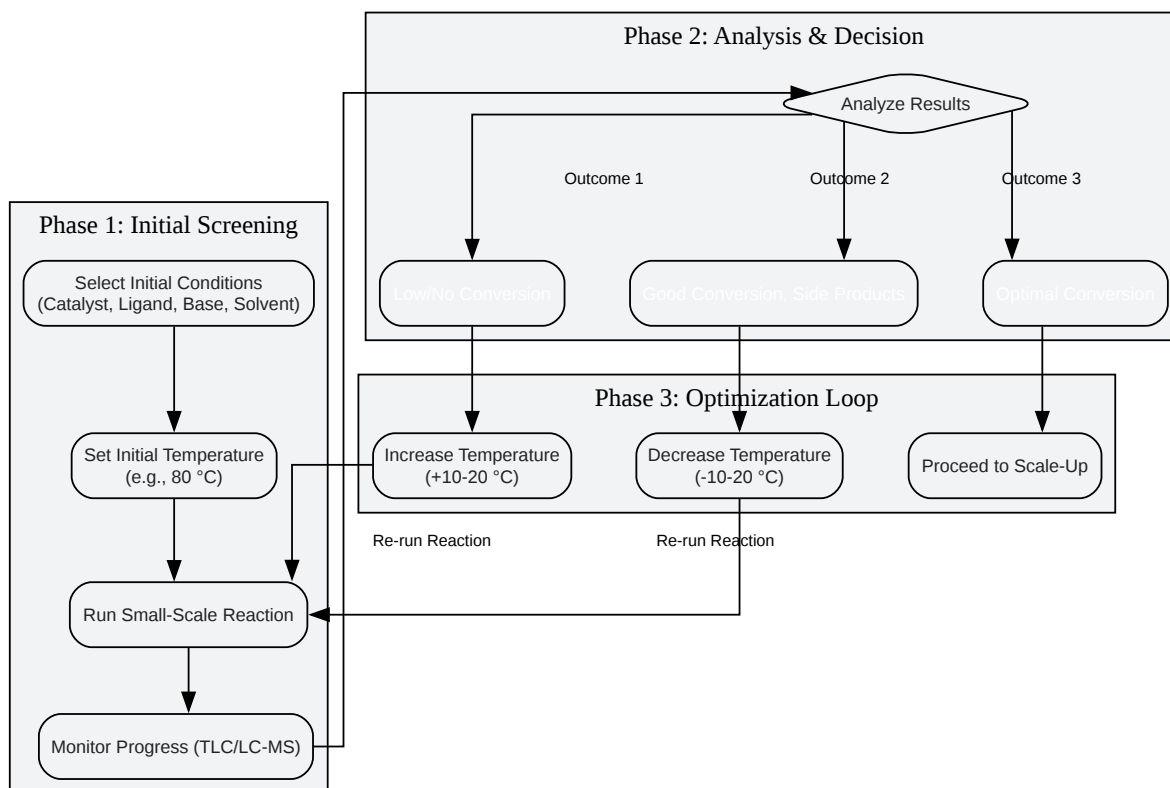 Phase 2: Analysis & Decision
Analyze Results
Outcome 1
Outcome 2
Outcome 3
Low/No Conversion
Good Conversion, Side Products
Optimal Conversion
Phase 1: Initial Screening
Select Initial Conditions
(Catalyst, Ligand, Base, Solvent)
Set Initial Temperature
(e.g., 80 °C)
Run Small-Scale Reaction
Monitor Progress (TLC/LC-MS)
Phase 3: Optimization Loop
Increase Temperature
(+10-20 °C)
Decrease Temperature
(-10-20 °C)
Proceed to Scale-Up
Re-run Reaction
Re-run Reaction